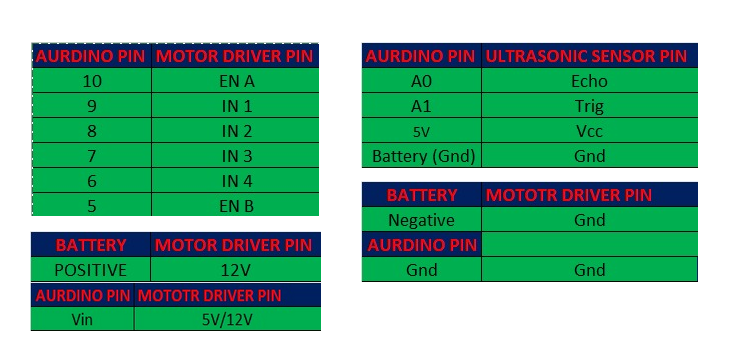 AURDINO PIN MOTOR DRIVER PIN
10 EN A
9 IN 1
8 IN 2
7 IN 3
6 IN 4
5 EN B
BATTERY MOTOR DRIVER PIN
POSITIVE 12V
AURDINO PIN MOTOTR DRIVER PIN
Vin 5V/12V
AURDINO PIN ULTRASONIC SENSOR PIN
A0 Echo
A1 Trig
5V Vcc
Battery (Gnd) Gnd
BATTERY MOTOTR DRIVER PIN
Negative Gnd
AURDINO PIN
Gnd Gnd